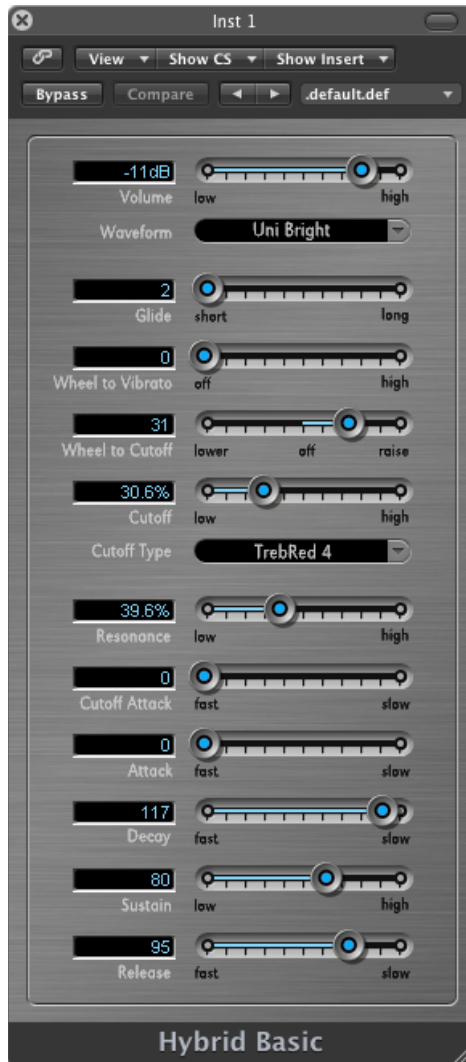 Inst 1
View Show CS Show Insert
Bypass Compare .default.def
-11dB
Volume low high
Waveform Uni Bright
2
Glide short long
0
Wheel to Vibrato off high
31
Wheel to Cutoff lower off raise
30.6%
Cutoff low high
Cutoff Type TrebRed 4
39.6%
Resonance low high
0
Cutoff Attack fast slow
0
Attack fast slow
117
Decay fast slow
80
Sustain low high
95
Release fast slow
Hybrid Basic